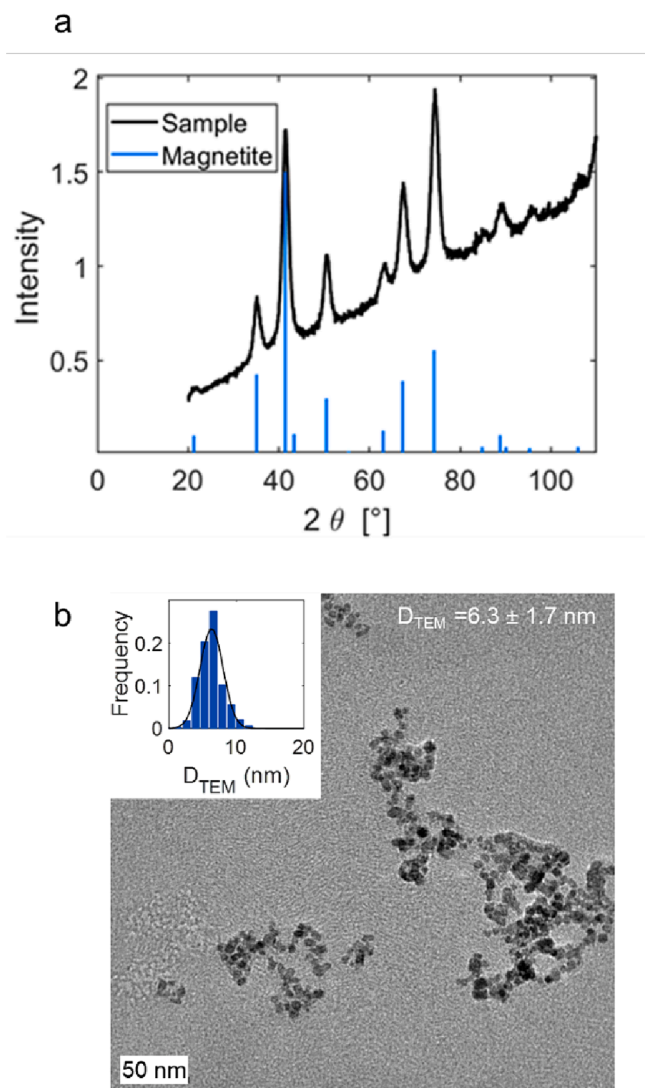 a
2
1.5
1
0.5
Intensity
Sample
Magnetite
0 20 40 60 80 100
2 θ [°]
b
D_TEM =6.3 ± 1.7 nm
Frequency
0.2
0.1
0
0 10 20
D_TEM (nm)
50 nm